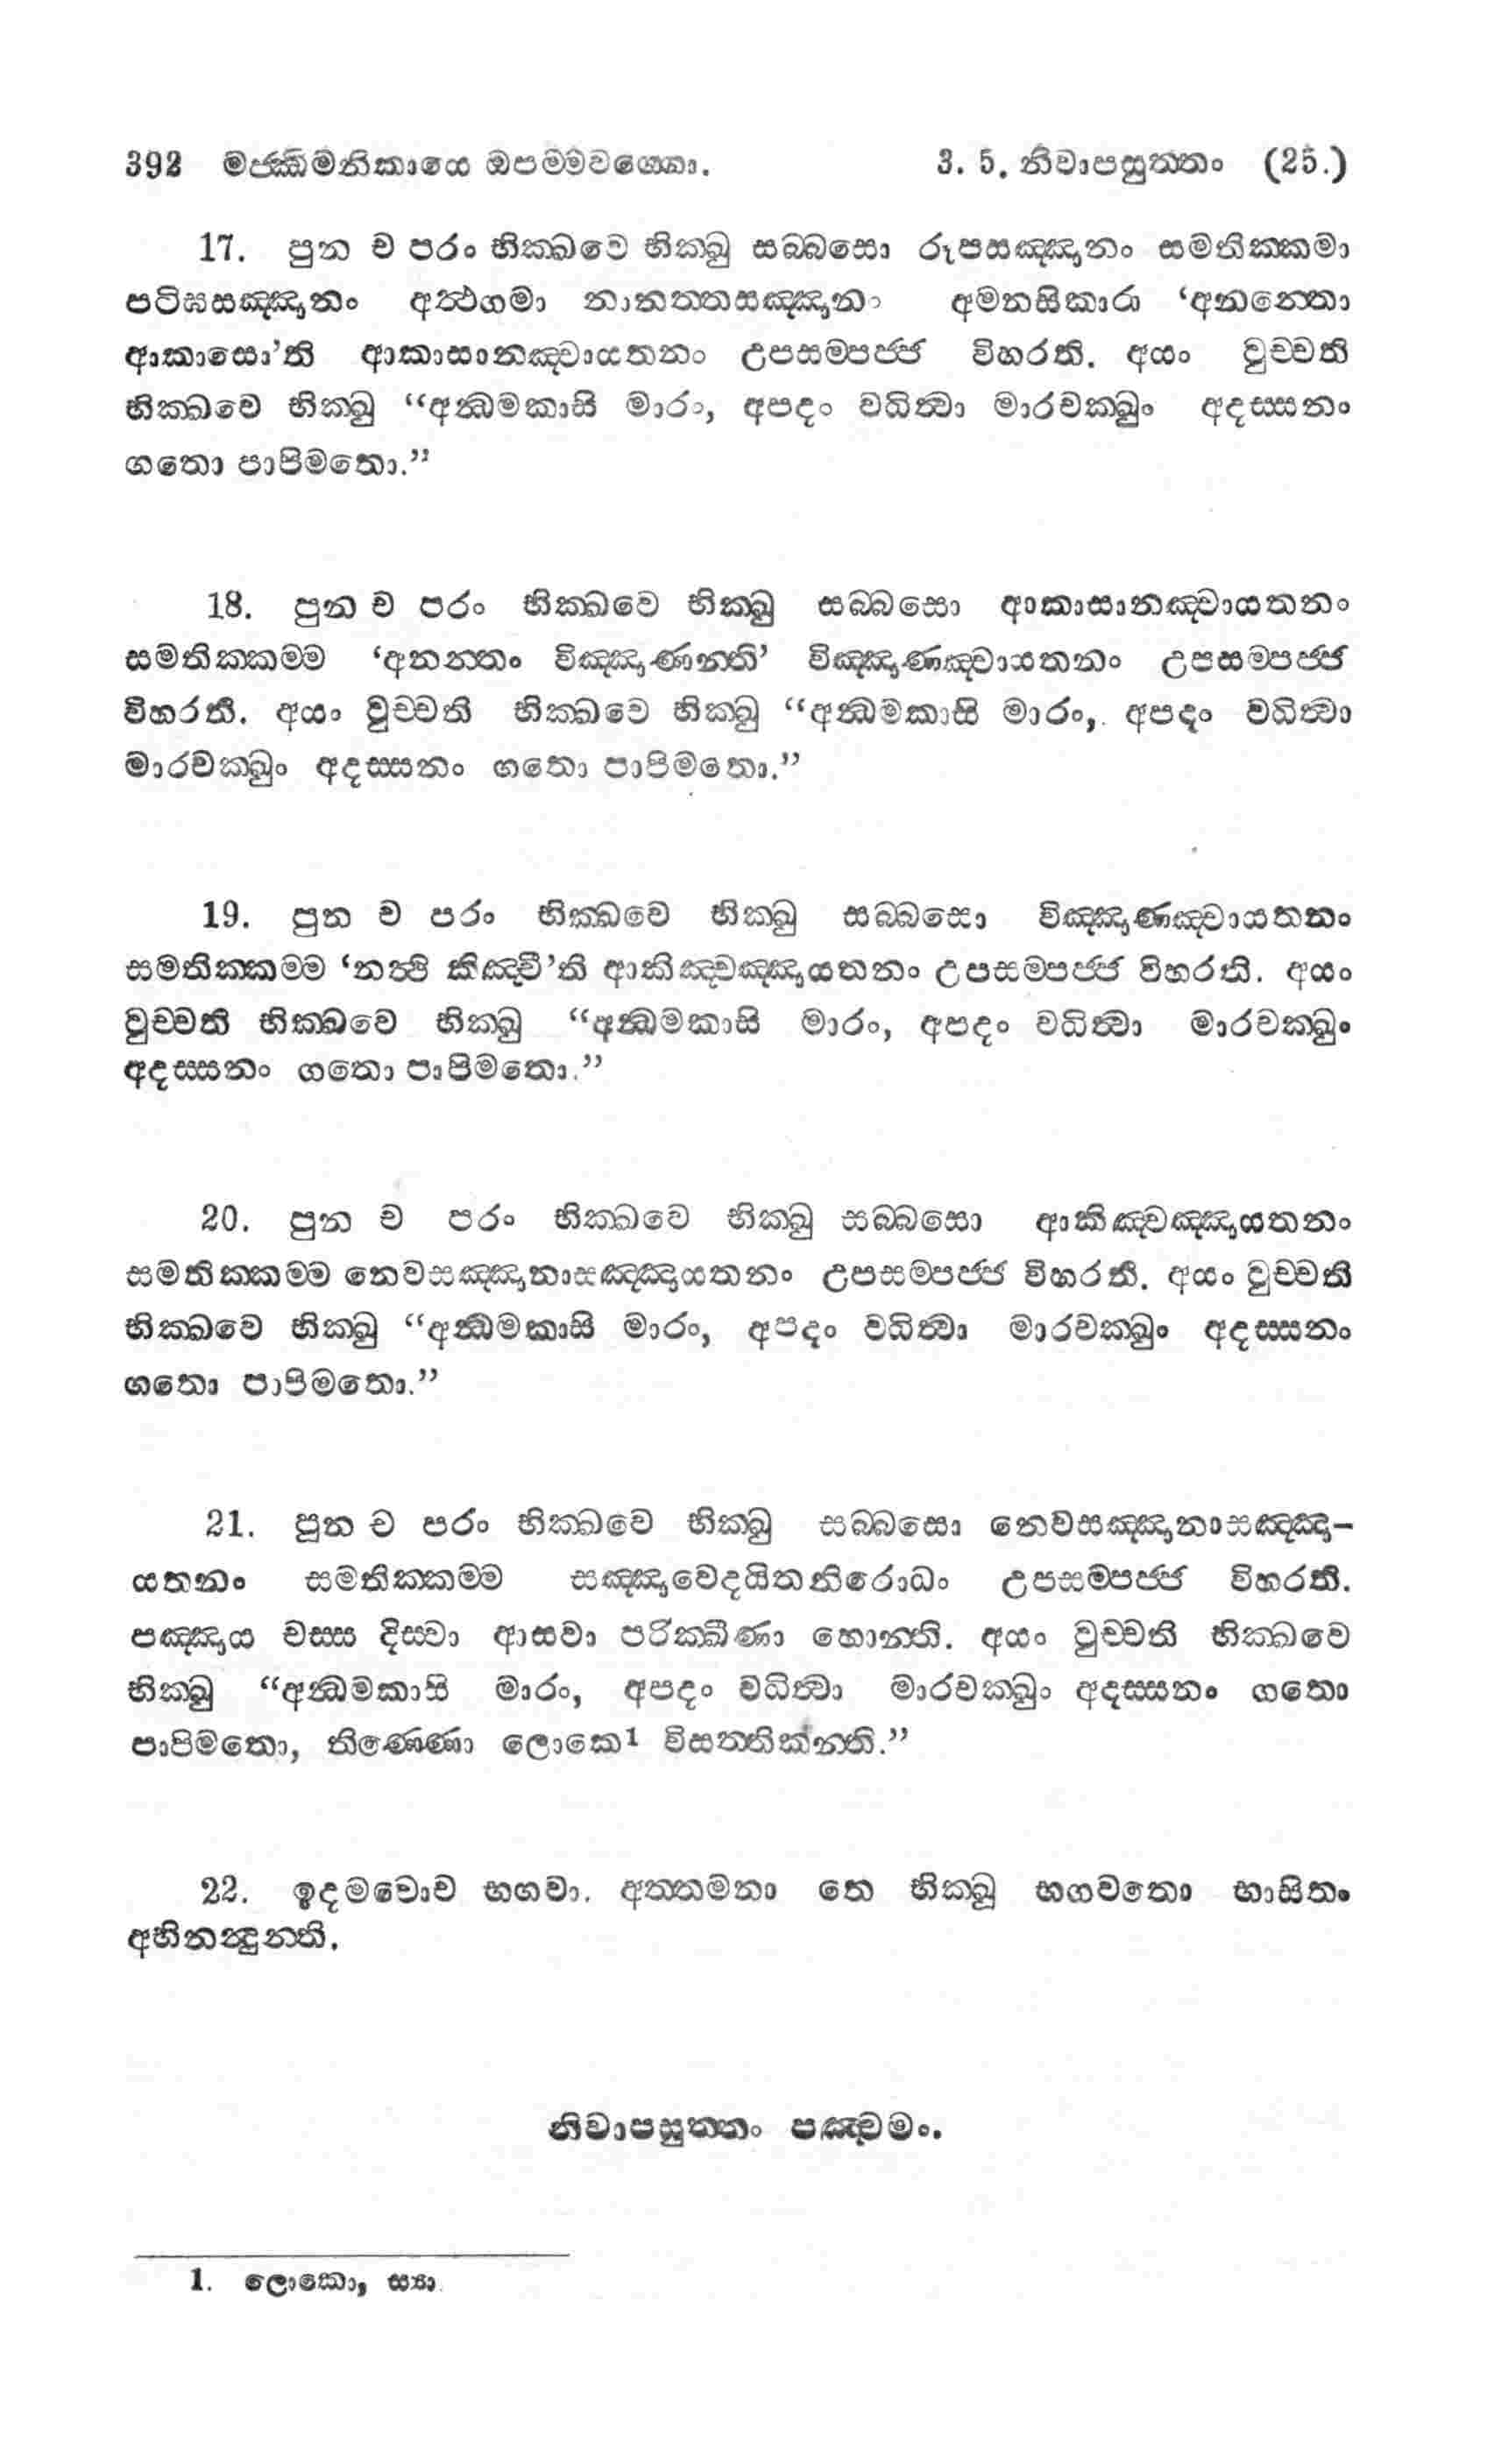 392 මජ්ඣිමනිකායෙ ඔපම්මවග්ගො. 3. 5. නිවාපසුත්තං (25.)
17. පුන ච පරං භික්ඛවෙ භික්ඛු සබ්බසො රූපසඤ්ඤානං සමතික්කමා
පටිඝසඤ්ඤානං අත්ථගමා නානත්තසඤ්ඤානං අමනසිකාරා ‘අනන්තො
ආකාසො’ති ආකාසානඤ්චායතනං උපසම්පජ්ජ විහරති. අයං වුච්චති
භික්ඛවෙ භික්ඛු “අන්ධමකාසි මාරං, අපදං වධිත්වා මාරචක්ඛුං අදස්සනං
ගතො පාපිමතො.”
18. පුන ච පරං භික්ඛවෙ භික්ඛු සබ්බසො ආකාසානඤ්චායතනං
සමතික්කම්ම ‘අනන්තං විඤ්ඤාණන්ති’ විඤ්ඤාණඤ්චායතනං උපසම්පජ්ජ
විහරති. අයං වුච්චති භික්ඛවෙ භික්ඛු “අන්ධමකාසි මාරං, අපදං වධිත්වා
මාරචක්ඛුං අදස්සනං ගතො පාපිමතො.”
19. පුන ච පරං භික්ඛවෙ භික්ඛු සබ්බසො විඤ්ඤාණඤ්චායතනං
සමතික්කම්ම ‘නත්ථි කිඤ්චී’ති ආකිඤ්චඤ්ඤායතනං උපසම්පජ්ජ විහරති. අයං
වුච්චති භික්ඛවෙ භික්ඛු “අන්ධමකාසි මාරං, අපදං වධිත්වා මාරචක්ඛුං
අදස්සනං ගතො පාපිමතො.”
20. පුන ච පරං භික්ඛවෙ භික්ඛු සබ්බසො ආකිඤ්චඤ්ඤායතනං
සමතික්කම්ම නෙවසඤ්ඤානාසඤ්ඤායතනං උපසම්පජ්ජ විහරති. අයං වුච්චති
භික්ඛවෙ භික්ඛු “අන්ධමකාසි මාරං, අපදං වධිත්වා මාරචක්ඛුං අදස්සනං
ගතො පාපිමතො.”
21. පුන ච පරං භික්ඛවෙ භික්ඛු සබ්බසො නෙවසඤ්ඤානාසඤ්ඤා-
යතනං සමතික්කම්ම සඤ්ඤාවෙදයිතනිරොධං උපසම්පජ්ජ විහරති.
පඤ්ඤාය චස්ස දිස්වා ආසවා පරික්ඛීණා හොන්ති. අයං වුච්චති භික්ඛවෙ
භික්ඛු “අන්ධමකාසි මාරං, අපදං වධිත්වා මාරචක්ඛුං අදස්සනං ගතො
පාපිමතො, තිණ්ණො ලොකෙ1 විසත්තිකන්ති.”
22. ඉදමවොච භගවා. අත්තමනා තෙ භික්ඛූ භගවතො භාසිතං
අභිනන්දුන්ති.
නිවාපසුත්තං පඤ්චමං.
1. ලොකො, ස්‍යා.